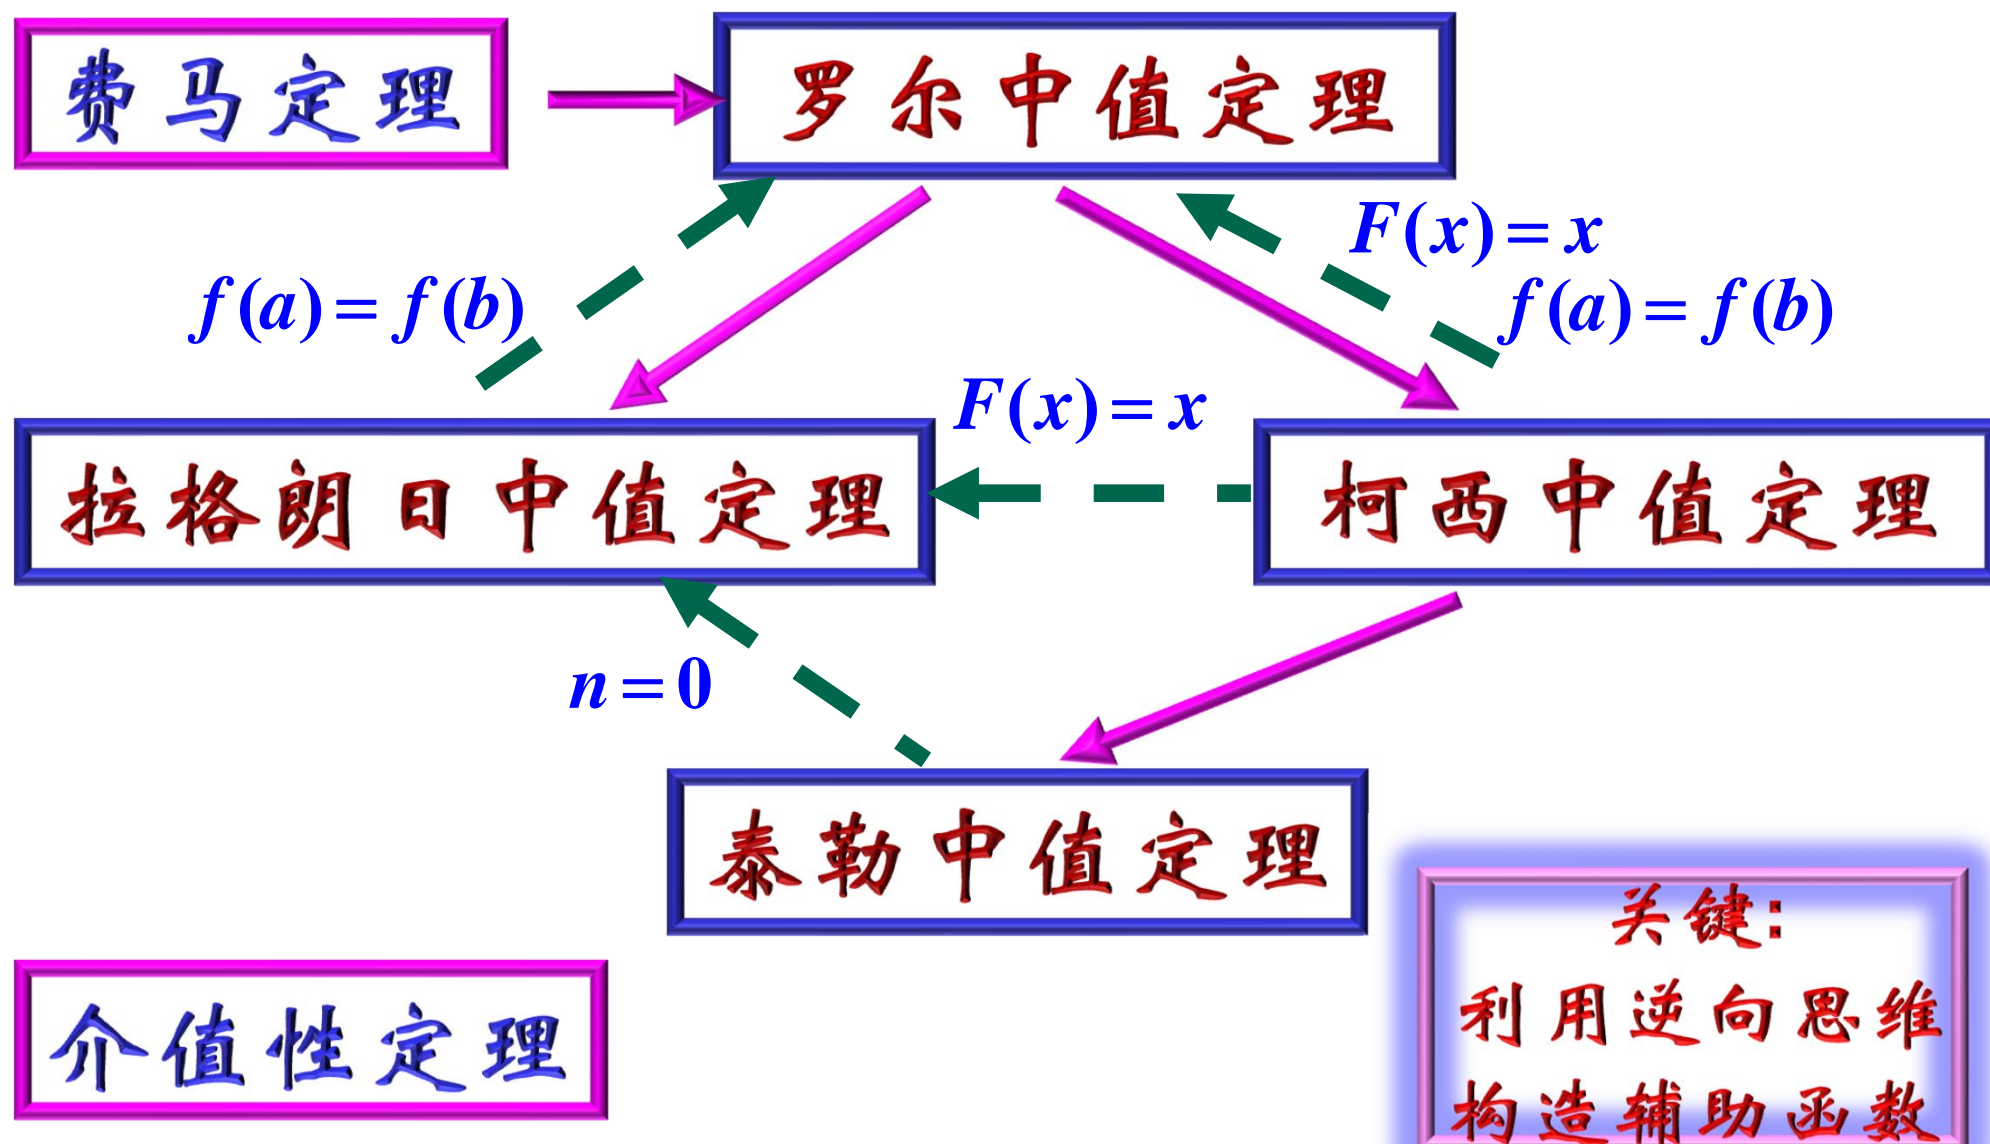 费马定理
罗尔中值定理
F(x) = x
f(a) = f(b)
f(a) = f(b)
F(x) = x
拉格朗日中值定理
柯西中值定理
n = 0
泰勒中值定理
关键:
利用逆向思维
构造辅助函数
介值性定理